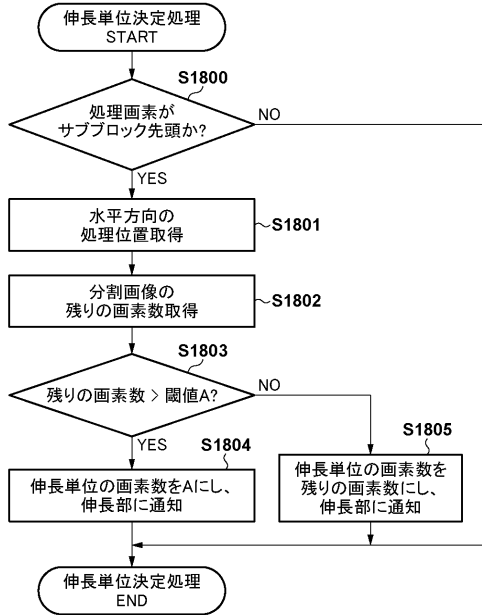 伸長単位決定処理
START
S1800
処理画素が
サブブロック先頭か?
NO
YES
水平方向の
処理位置取得
S1801
分割画像の
残りの画素数取得
S1802
S1803
残りの画素数 > 閾値A?
NO
YES
S1804
伸長単位の画素数をAにし、
伸長部に通知
S1805
伸長単位の画素数を
残りの画素数にし、
伸長部に通知
伸長単位決定処理
END